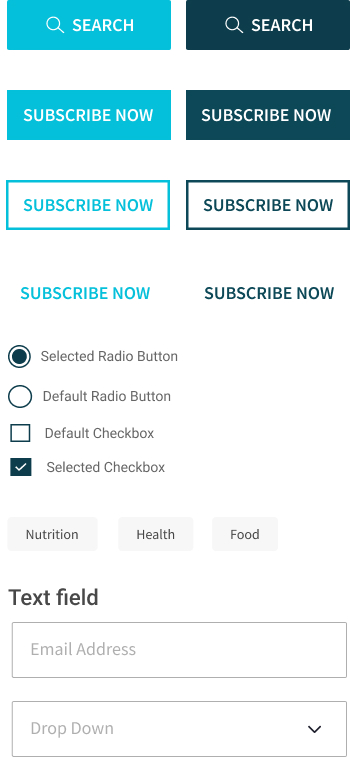 SEARCH
SEARCH
SUBSCRIBE NOW
SUBSCRIBE NOW
SUBSCRIBE NOW
SUBSCRIBE NOW
SUBSCRIBE NOW
SUBSCRIBE NOW
Selected Radio Button
Default Radio Button
Default Checkbox
Selected Checkbox
Nutrition
Health
Food
Text field
Email Address
Drop Down